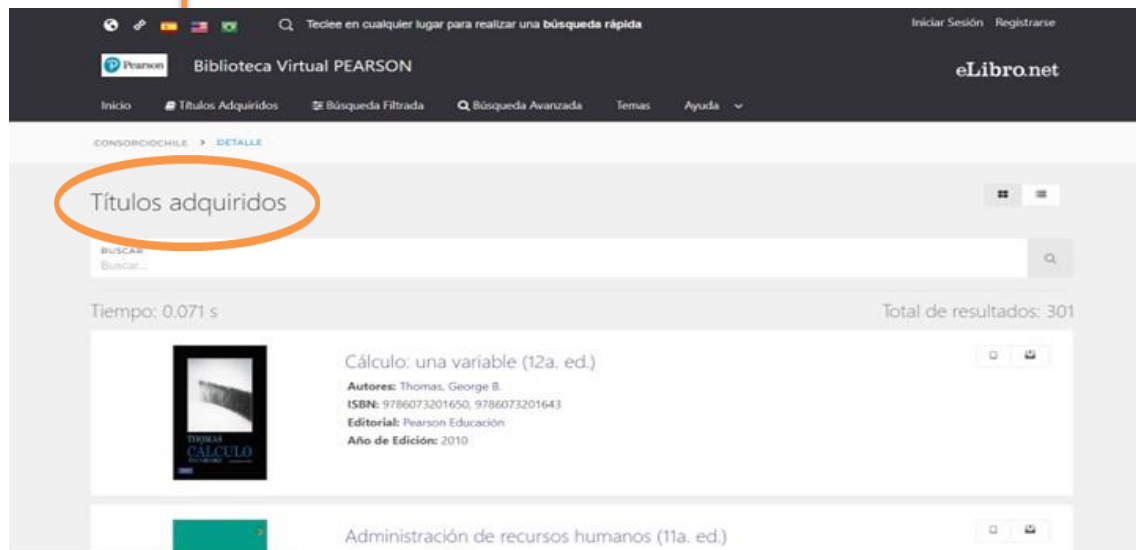 Teclee en cualquier lugar para realizar una búsqueda rápida
Iniciar Sesión Registrarse
Pearson
Biblioteca Virtual PEARSON
eLibro.net
Inicio Títulos Adquiridos Búsqueda Filtrada Búsqueda Avanzada Temas Ayuda
CONSORCIOCHILE > DETALLE
Títulos adquiridos
BUSCAR
Buscar...
Tiempo: 0.071 s
Total de resultados: 301
THOMAS
CÁLCULO
Cálculo: una variable (12a. ed.)
Autores: Thomas, George B.
ISBN: 9786073201650, 9786073201643
Editorial: Pearson Educación
Año de Edición: 2010
Administración de recursos humanos (11a. ed.)